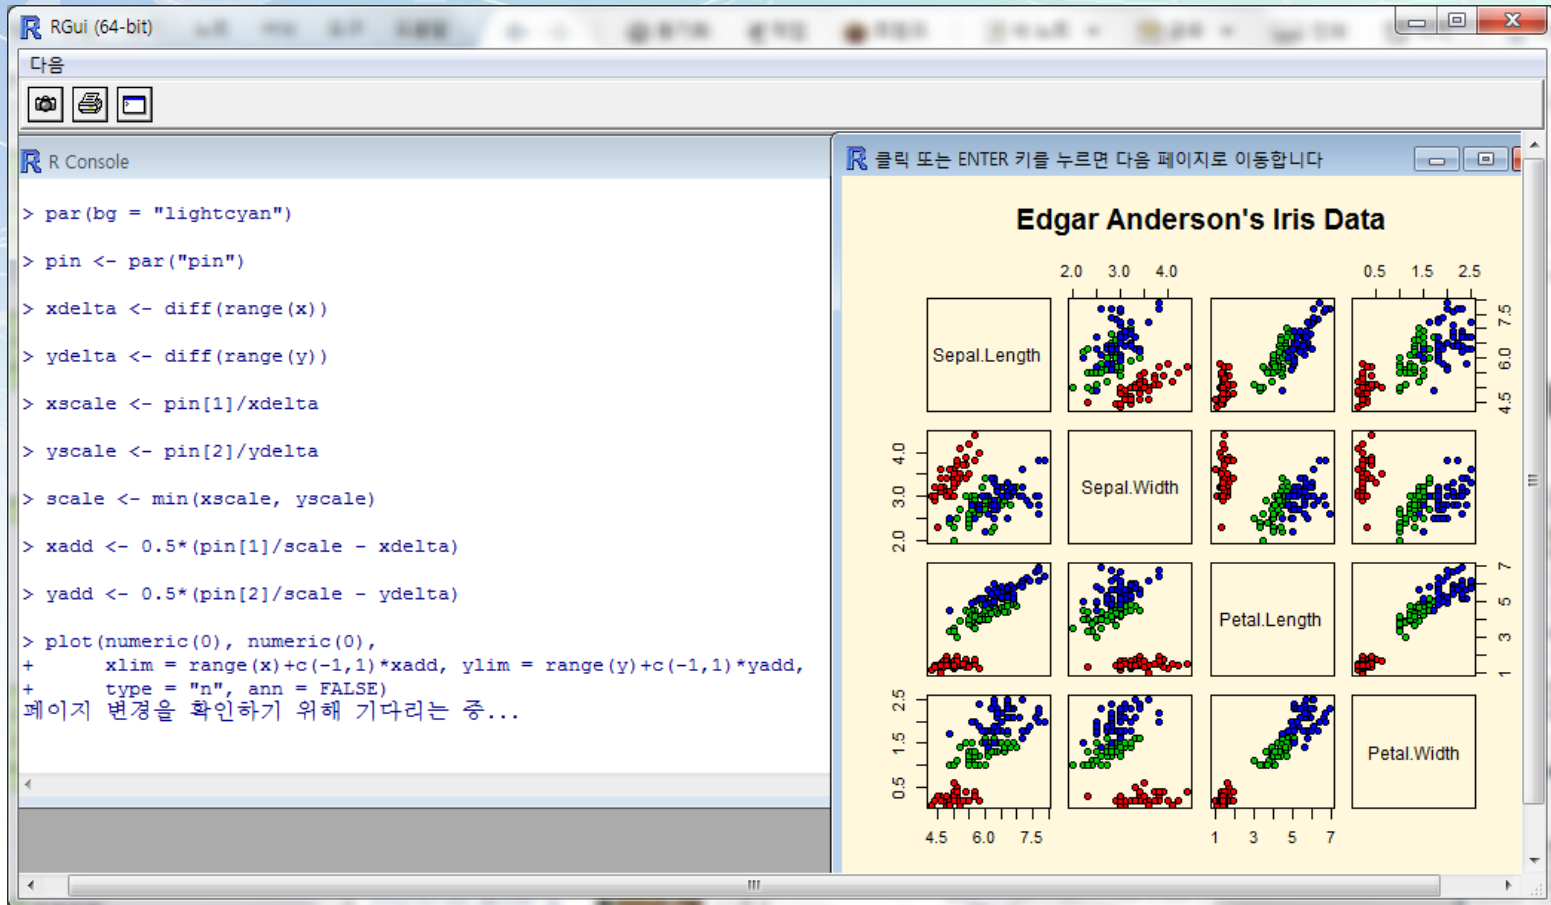 RGui (64-bit)
다음
R Console
> par(bg = "lightcyan")
> pin <- par("pin")
> xdelta <- diff(range(x))
> ydelta <- diff(range(y))
> xscale <- pin[1]/xdelta
> yscale <- pin[2]/ydelta
> scale <- min(xscale, yscale)
> xadd <- 0.5*(pin[1]/scale - xdelta)
> yadd <- 0.5*(pin[2]/scale - ydelta)
> plot(numeric(0), numeric(0),
+      xlim = range(x)+c(-1,1)*xadd, ylim = range(y)+c(-1,1)*yadd,
+      type = "n", ann = FALSE)
페이지 변경을 확인하기 위해 기다리는 중...
클릭 또는 ENTER 키를 누르면 다음 페이지로 이동합니다
Edgar Anderson's Iris Data
2.0 3.0 4.0 0.5 1.5 2.5
Sepal.Length
4.5 6.0 7.5
2.0 3.0 4.0
Sepal.Width
Petal.Length
1 3 5 7
0.5 1.5 2.5
Petal.Width
4.5 6.0 7.5 1 3 5 7